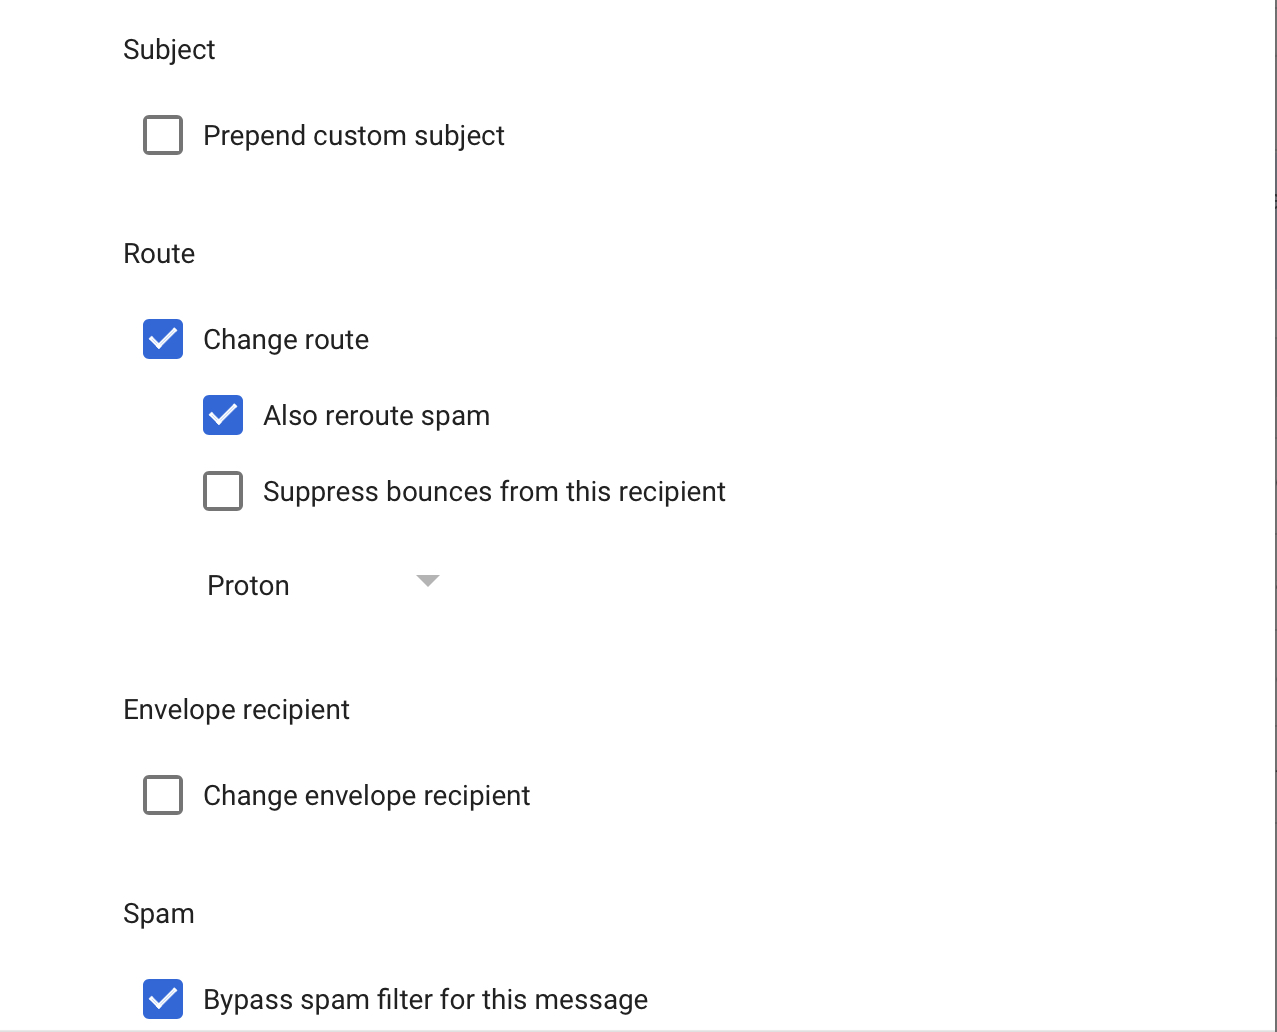 Subject
Prepend custom subject
Route
Change route
Also reroute spam
Suppress bounces from this recipient
Proton
Envelope recipient
Change envelope recipient
Spam
Bypass spam filter for this message